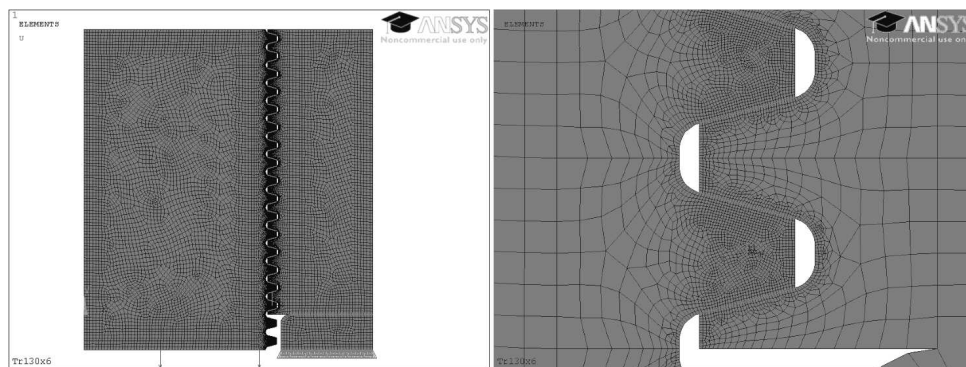 1
ELEMENTS
U
ANSYS
Noncommercial use only
Tr130x6
ELEMENTS
ANSYS
Noncommercial use only
Tr130x6